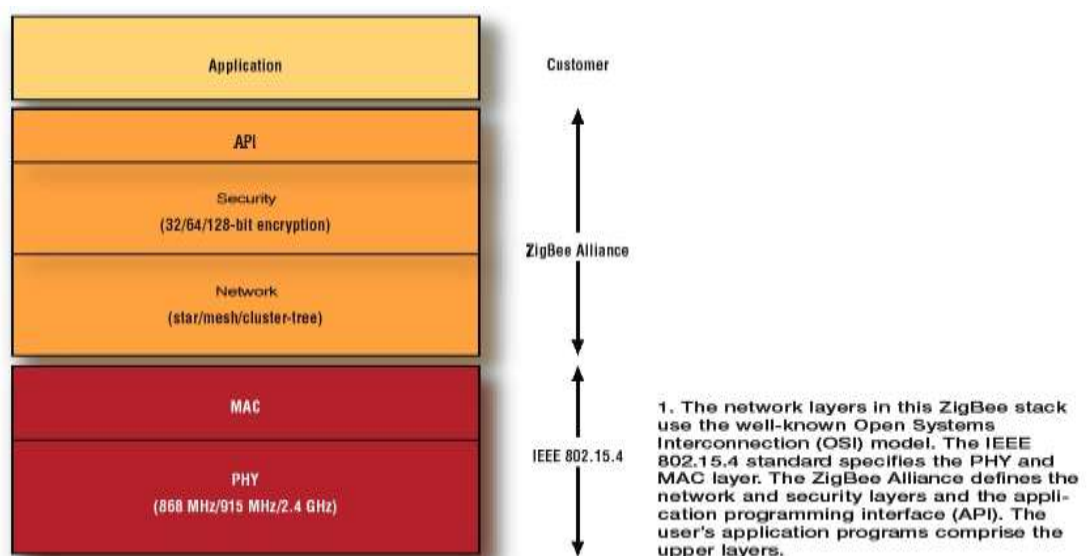 Application
Customer
API
Security
(32/64/128-bit encryption)
ZigBee Alliance
Network
(star/mesh/cluster-tree)
MAC
IEEE 802.15.4
PHY
(868 MHz/915 MHz/2.4 GHz)
1. The network layers in this ZigBee stack
use the well-known Open Systems
Interconnection (OSI) model. The IEEE
802.15.4 standard specifies the PHY and
MAC layer. The ZigBee Alliance defines the
network and security layers and the appli-
cation programming interface (API). The
user's application programs comprise the
upper layers.